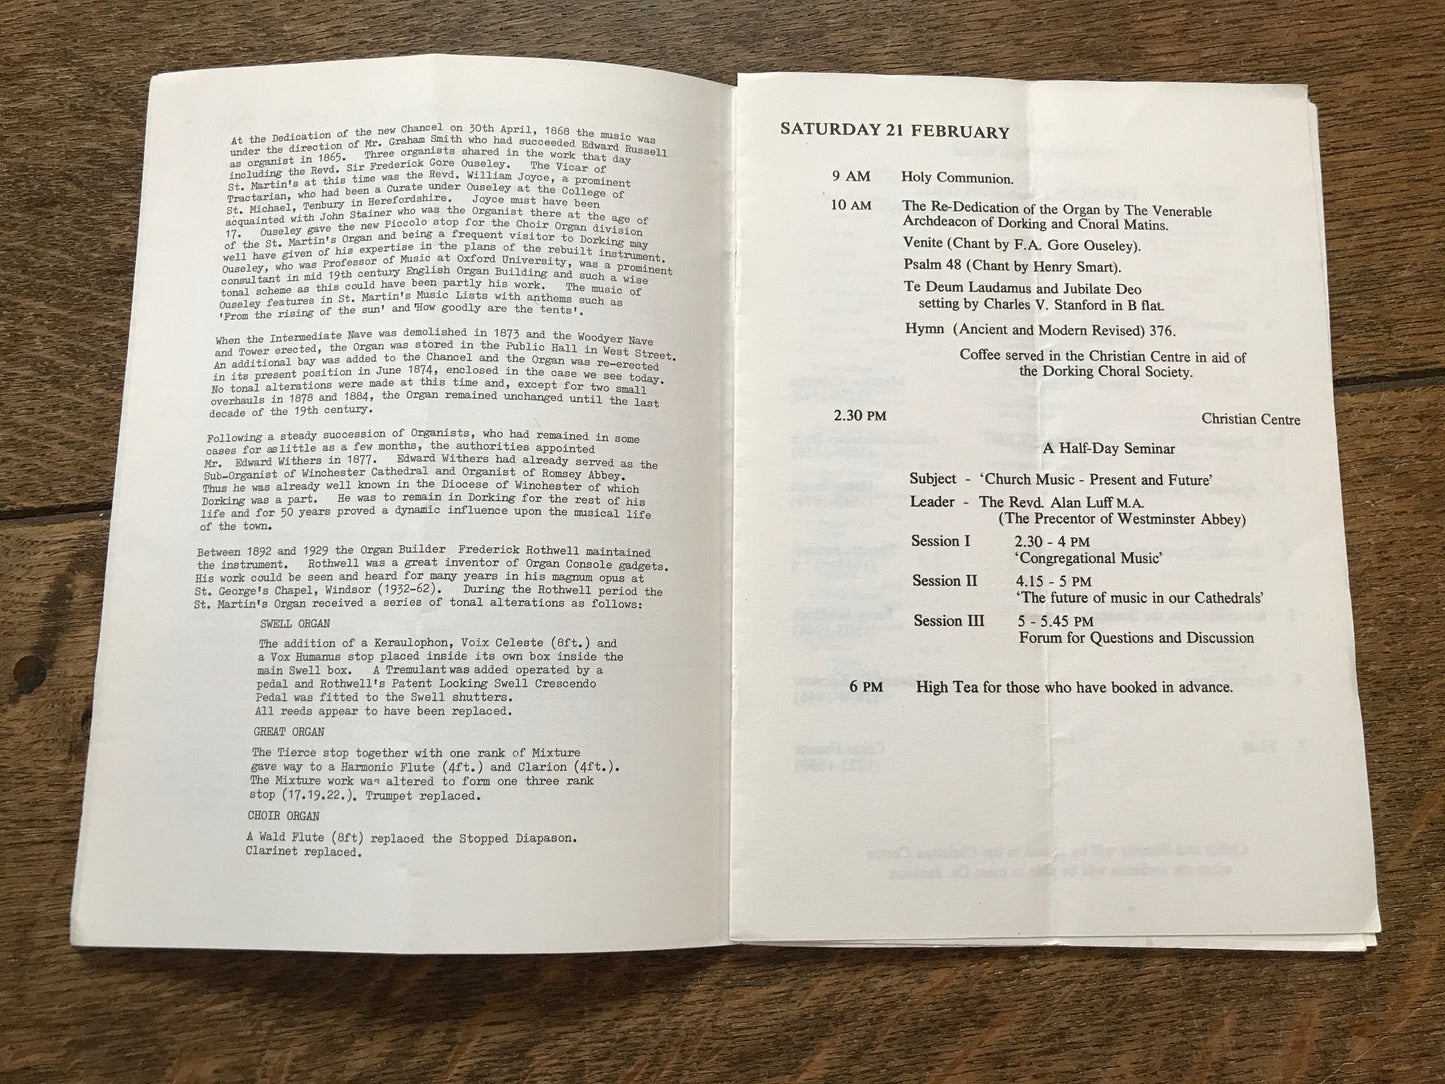 At the Dedication of the new Chancel on 30th April, 1868 the music was
under the direction of Mr. Graham Smith who had succeeded Edward Russell
as organist in 1865. Three organists shared in the work that day
including the Revd. Sir Frederick Gore Ouseley. The Vicar of
St. Martin's at this time was the Revd. William Joyce, a prominent
Tractarian, who had been a Curate under Ouseley at the College of
St. Michael, Tenbury in Herefordshire. Joyce must have been
acquainted with John Stainer who was the Organist there at the age of
17. Ouseley gave the new Piccolo stop for the Choir Organ division
of the St. Martin's Organ and being a frequent visitor to Dorking may
well have given of his expertise in the plans of the rebuilt instrument.
Ouseley, who was Professor of Music at Oxford University, was a prominent
consultant in mid 19th century English Organ Building and such a wise
tonal scheme as this could have been partly his work. The music of
Ouseley features in St. Martin's Music Lists with anthems such as
'From the rising of the sun' and 'How goodly are the tents'.
When the Intermediate Nave was demolished in 1873 and the Woodyer Nave
and Tower erected, the Organ was stored in the Public Hall in West Street.
An additional bay was added to the Chancel and the Organ was re-erected
in its present position in June 1874, enclosed in the case we see today.
No tonal alterations were made at this time and, except for two small
overhauls in 1878 and 1884, the Organ remained unchanged until the last
decade of the 19th century.
Following a steady succession of Organists, who had remained in some
cases for as little as a few months, the authorities appointed
Mr. Edward Withers in 1877. Edward Withers had already served as the
Sub-Organist of Winchester Cathedral and Organist of Romsey Abbey.
Thus he was already well known in the Diocese of Winchester of which
Dorking was a part. He was to remain in Dorking for the rest of his
life and for 50 years proved a dynamic influence upon the musical life
of the town.
Between 1892 and 1929 the Organ Builder Frederick Rothwell maintained
the instrument. Rothwell was a great inventor of Organ Console gadgets.
His work could be seen and heard for many years in his magnum opus at
St. George's Chapel, Windsor (1932-62). During the Rothwell period the
St. Martin's Organ received a series of tonal alterations as follows:
SWELL ORGAN
The addition of a Keraulophon, Voix Celeste (8ft.) and
a Vox Humanus stop placed inside its own box inside the
main Swell box. A Tremulant was added operated by a
pedal and Rothwell's Patent Locking Swell Crescendo
Pedal was fitted to the Swell shutters.
All reeds appear to have been replaced.
GREAT ORGAN
The Tierce stop together with one rank of Mixture
gave way to a Harmonic Flute (4ft.) and Clarion (4ft.).
The Mixture work was altered to form one three rank
stop (17.19.22.). Trumpet replaced.
CHOIR ORGAN
A Wald Flute (8ft) replaced the Stopped Diapason.
Clarinet replaced.
SATURDAY 21 FEBRUARY
9 AM Holy Communion.
10 AM The Re-Dedication of the Organ by The Venerable
Archdeacon of Dorking and Choral Matins.
Venite (Chant by F.A. Gore Ouseley).
Psalm 48 (Chant by Henry Smart).
Te Deum Laudamus and Jubilate Deo
setting by Charles V. Stanford in B flat.
Hymn (Ancient and Modern Revised) 376.
Coffee served in the Christian Centre in aid of
the Dorking Choral Society.
2.30 PM Christian Centre
A Half-Day Seminar
Subject - 'Church Music - Present and Future'
Leader - The Revd. Alan Luff M.A.
(The Precentor of Westminster Abbey)
Session I 2.30 - 4 PM
'Congregational Music'
Session II 4.15 - 5 PM
'The future of music in our Cathedrals'
Session III 5 - 5.45 PM
Forum for Questions and Discussion
6 PM High Tea for those who have booked in advance.